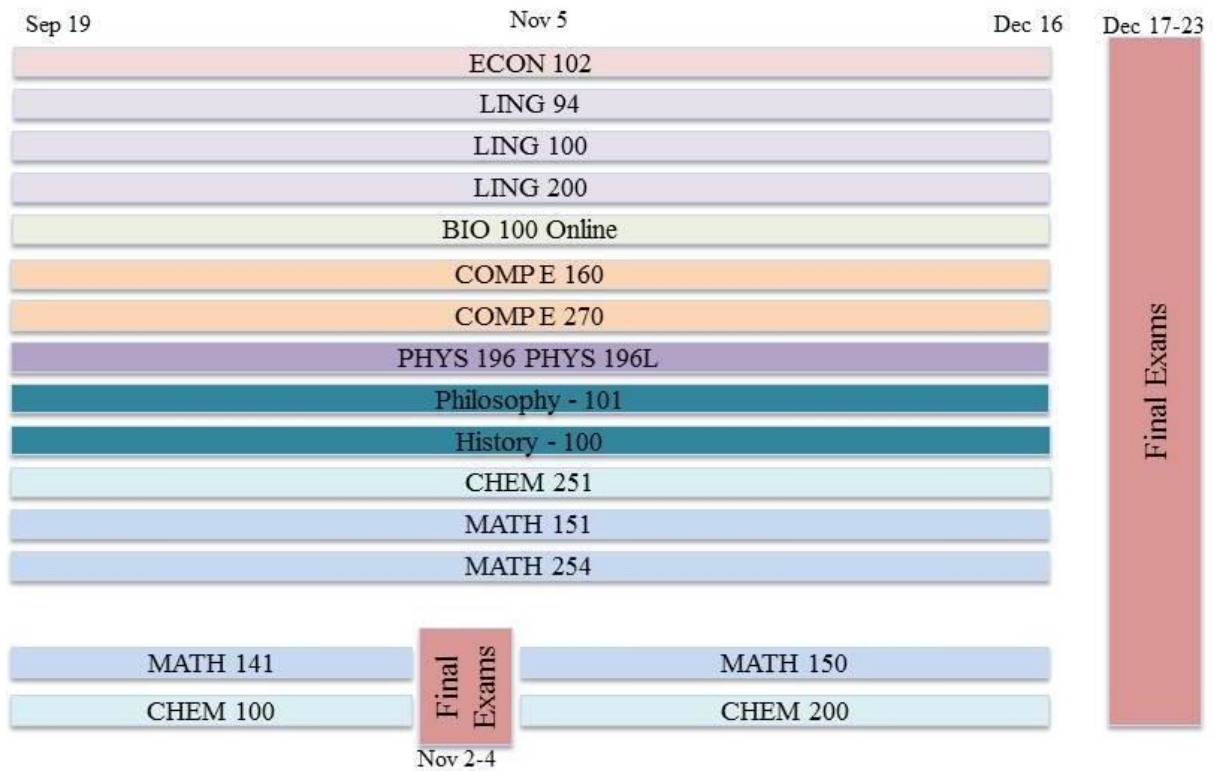 Sep 19 Nov 5 Dec 16 Dec 17-23
ECON 102
LING 94
LING 100
LING 200
BIO 100 Online
COMP E 160
COMP E 270
PHYS 196 PHYS 196L
Philosophy - 101
History - 100
CHEM 251
MATH 151
MATH 254
MATH 141
CHEM 100
Final
Exams
MATH 150
CHEM 200
Nov 2-4
Final Exams